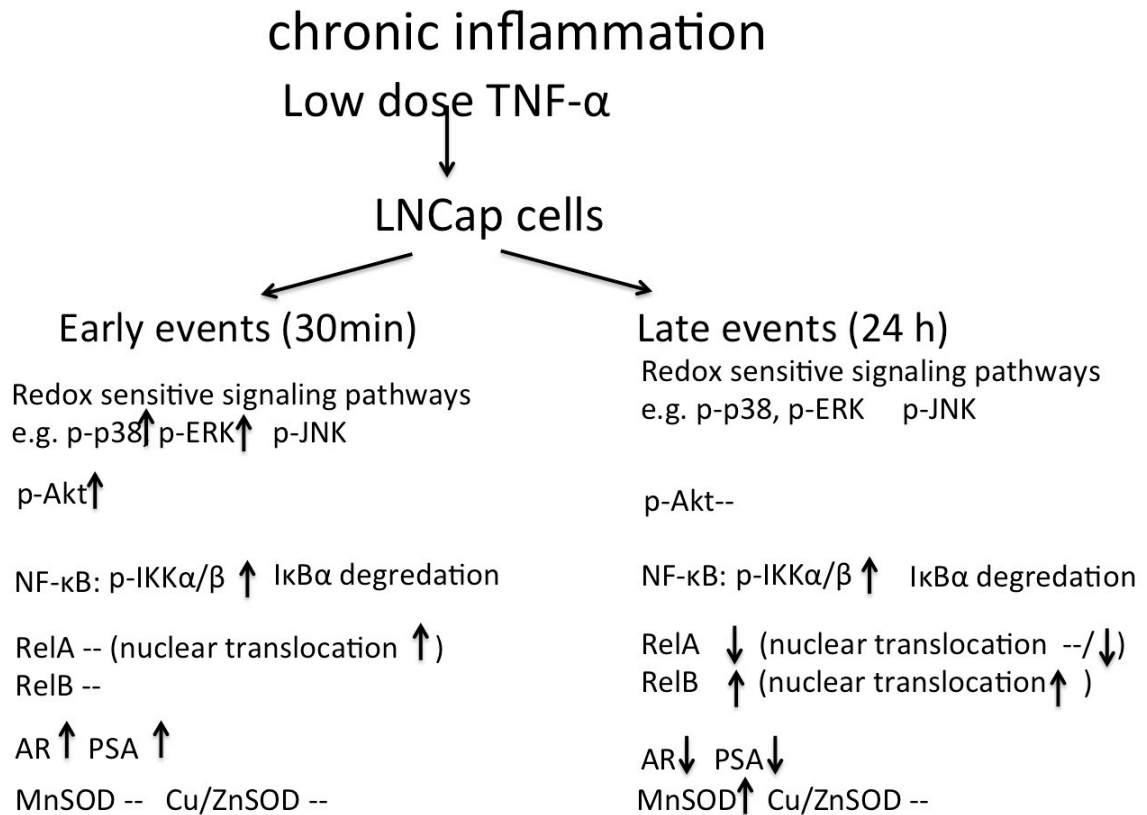 chronic inflammation
Low dose TNF-α
LNCap cells
Early events (30min)
Redox sensitive signaling pathways
e.g. p-p38, p-ERK p-JNK
p-Akt
NF-κB: p-IKKα/β IκBα degredation
RelA -- (nuclear translocation )
RelB --
AR PSA
MnSOD -- Cu/ZnSOD --
Late events (24 h)
Redox sensitive signaling pathways
e.g. p-p38, p-ERK p-JNK
p-Akt--
NF-κB: p-IKKα/β IκBα degredation
RelA (nuclear translocation --/ )
RelB (nuclear translocation )
AR PSA
MnSOD Cu/ZnSOD --